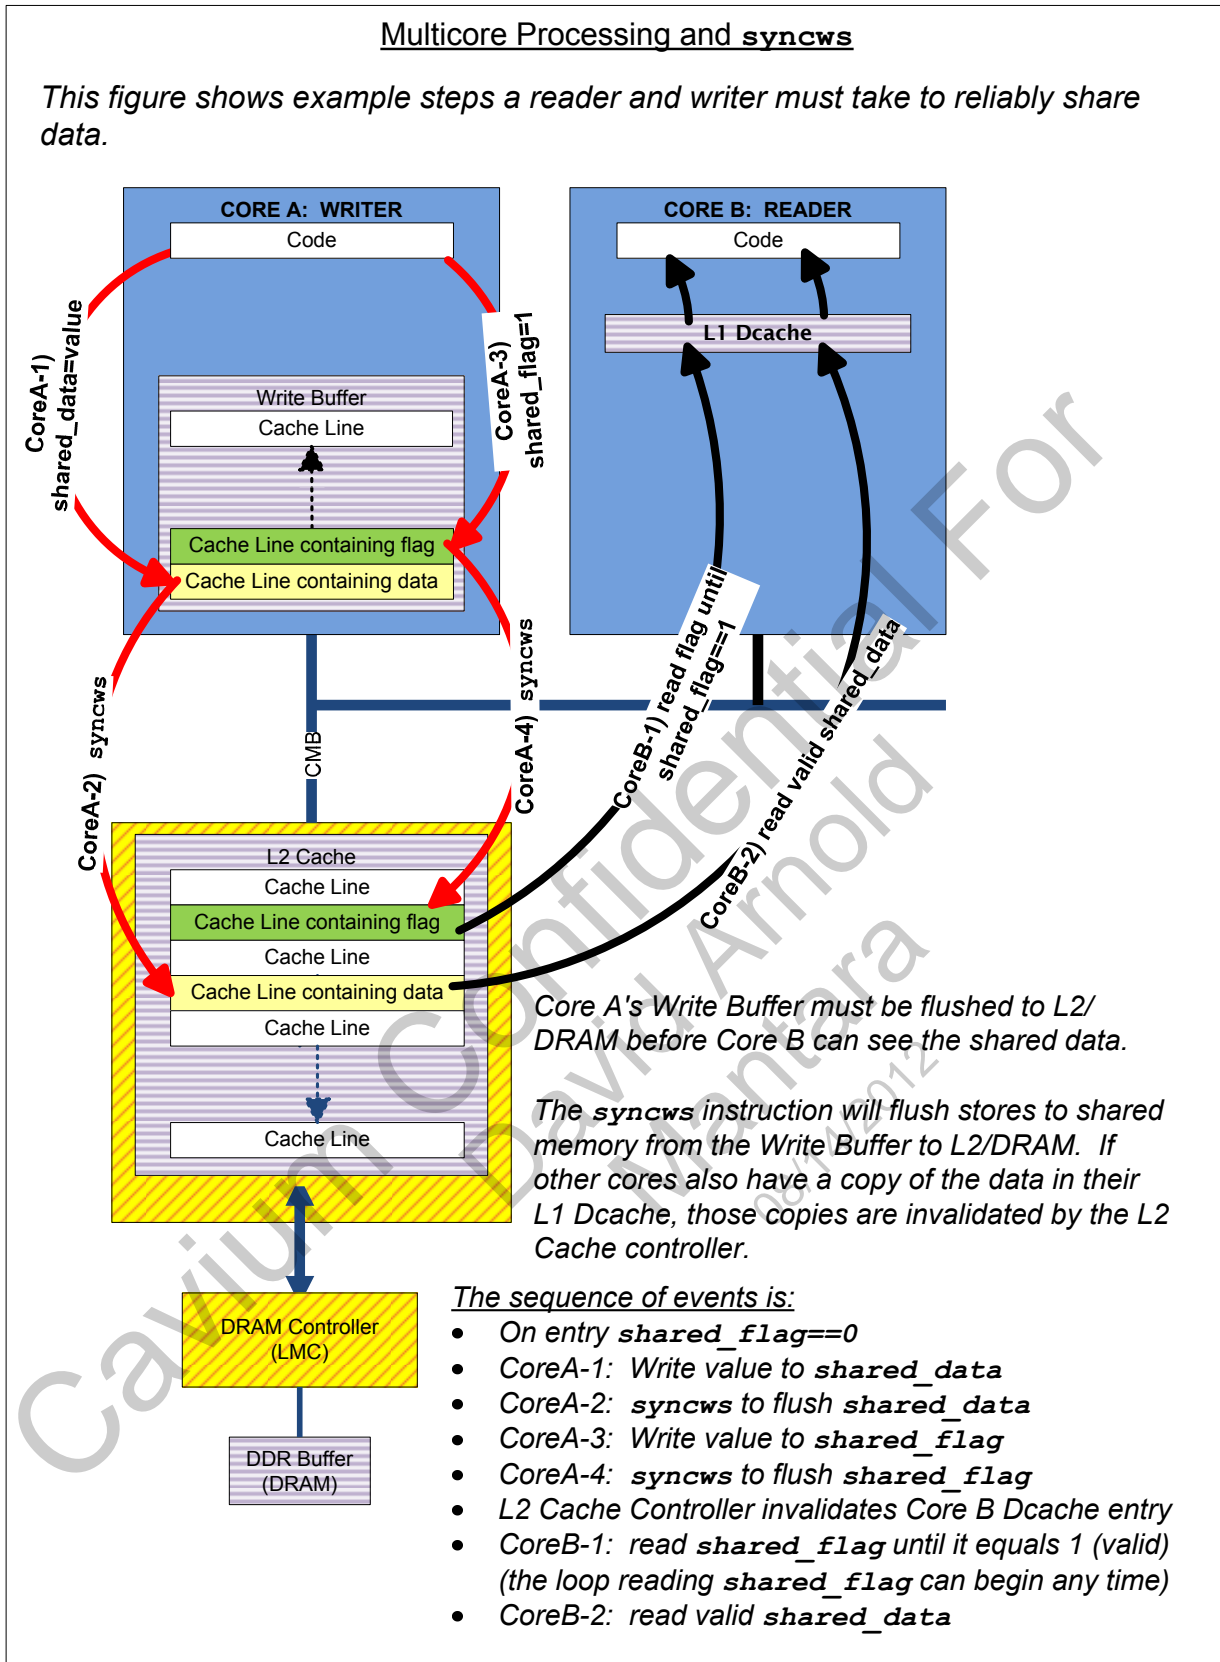 Multicore Processing and syncws
This figure shows example steps a reader and writer must take to reliably share
data.
CORE A: WRITER
Code
CORE B: READER
Code
L1 Dcache
CoreA-1)
shared_data=value
CoreA-3)
shared_flag=1
Write Buffer
Cache Line
Cache Line containing flag
Cache Line containing data
CoreA-2) syncws
CoreA-4) syncws
CMB
CoreB-1) read flag until
shared_flag==1
CoreB-2) read valid shared_data
L2 Cache
Cache Line
Cache Line containing flag
Cache Line
Cache Line containing data
Cache Line
Cache Line
Core A's Write Buffer must be flushed to L2/
DRAM before Core B can see the shared data.
The syncws instruction will flush stores to shared
memory from the Write Buffer to L2/DRAM. If
other cores also have a copy of the data in their
L1 Dcache, those copies are invalidated by the L2
Cache controller.
DRAM Controller
(LMC)
DDR Buffer
(DRAM)
The sequence of events is:
• On entry shared_flag==0
• CoreA-1: Write value to shared_data
• CoreA-2: syncws to flush shared_data
• CoreA-3: Write value to shared_flag
• CoreA-4: syncws to flush shared_flag
• L2 Cache Controller invalidates Core B Dcache entry
• CoreB-1: read shared_flag until it equals 1 (valid)
(the loop reading shared_flag can begin any time)
• CoreB-2: read valid shared_data
Cavium Confidential For
David Arnold
Mantara
08/14/2012